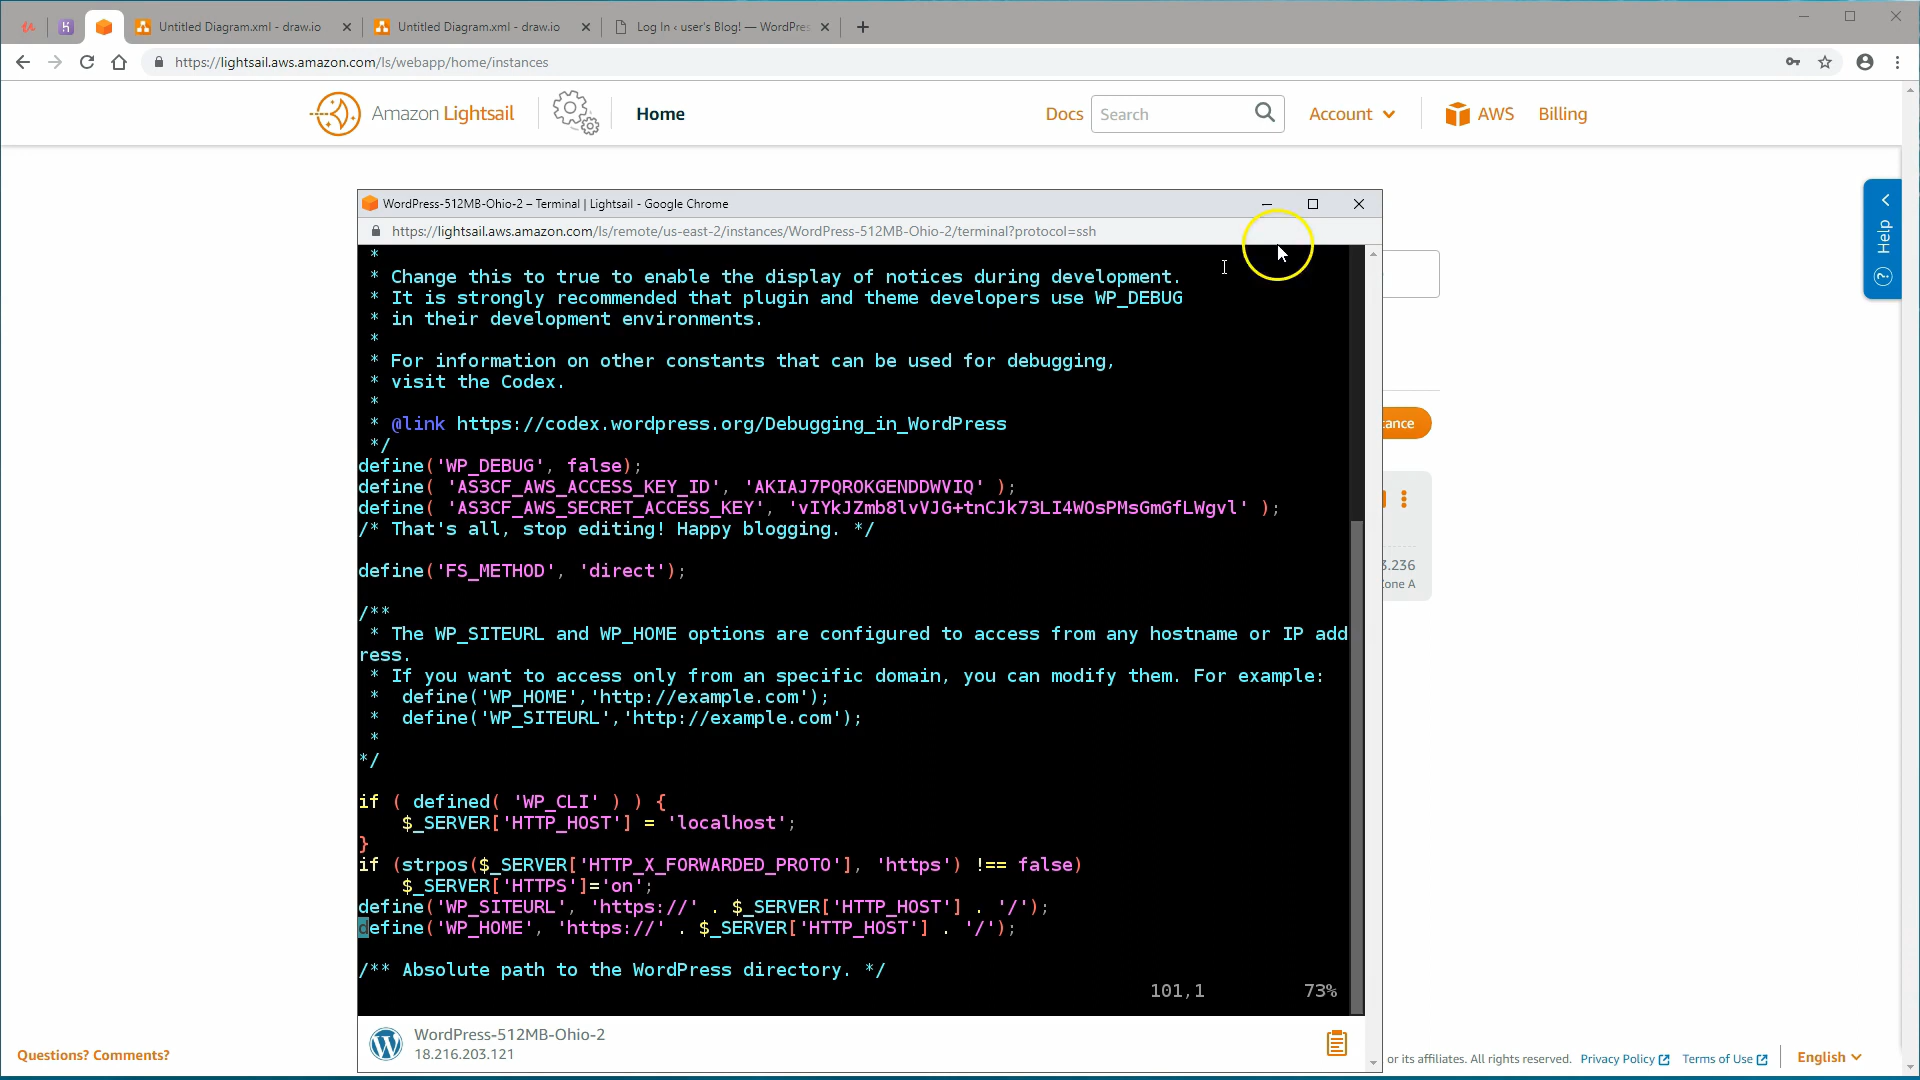 Untitled Diagram.xml - draw.io
Untitled Diagram.xml - draw.io
Log In ‹ user's Blog! — WordPres
https://lightsail.aws.amazon.com/ls/webapp/home/instances
Amazon Lightsail
Home
Docs
Search
Account
AWS
Billing
Help
WordPress-512MB-Ohio-2 – Terminal | Lightsail - Google Chrome
https://lightsail.aws.amazon.com/ls/remote/us-east-2/instances/WordPress-512MB-Ohio-2/terminal?protocol=ssh
*
* Change this to true to enable the display of notices during development.
* It is strongly recommended that plugin and theme developers use WP_DEBUG
* in their development environments.
*
* For information on other constants that can be used for debugging,
* visit the Codex.
*
* @link https://codex.wordpress.org/Debugging_in_WordPress
*/
define('WP_DEBUG', false);
define( 'AS3CF_AWS_ACCESS_KEY_ID', 'AKIAJ7PQROKGENDDWVIQ' );
define( 'AS3CF_AWS_SECRET_ACCESS_KEY', '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' );
/* That's all, stop editing! Happy blogging. */
define('FS_METHOD', 'direct');
/**
* The WP_SITEURL and WP_HOME options are configured to access from any hostname or IP add
ress.
* If you want to access only from an specific domain, you can modify them. For example:
* define('WP_HOME','http://example.com');
* define('WP_SITEURL','http://example.com');
*
*/
if ( defined( 'WP_CLI' ) ) {
$_SERVER['HTTP_HOST'] = 'localhost';
}
if (strpos($_SERVER['HTTP_X_FORWARDED_PROTO'], 'https') !== false)
$_SERVER['HTTPS']='on';
define('WP_SITEURL', 'https://' . $_SERVER['HTTP_HOST'] . '/');
define('WP_HOME', 'https://' . $_SERVER['HTTP_HOST'] . '/');
/** Absolute path to the WordPress directory. */
101,1 73%
ance
3.236
one A
WordPress-512MB-Ohio-2
18.216.203.121
Questions? Comments?
or its affiliates. All rights reserved.
Privacy Policy
Terms of Use
English